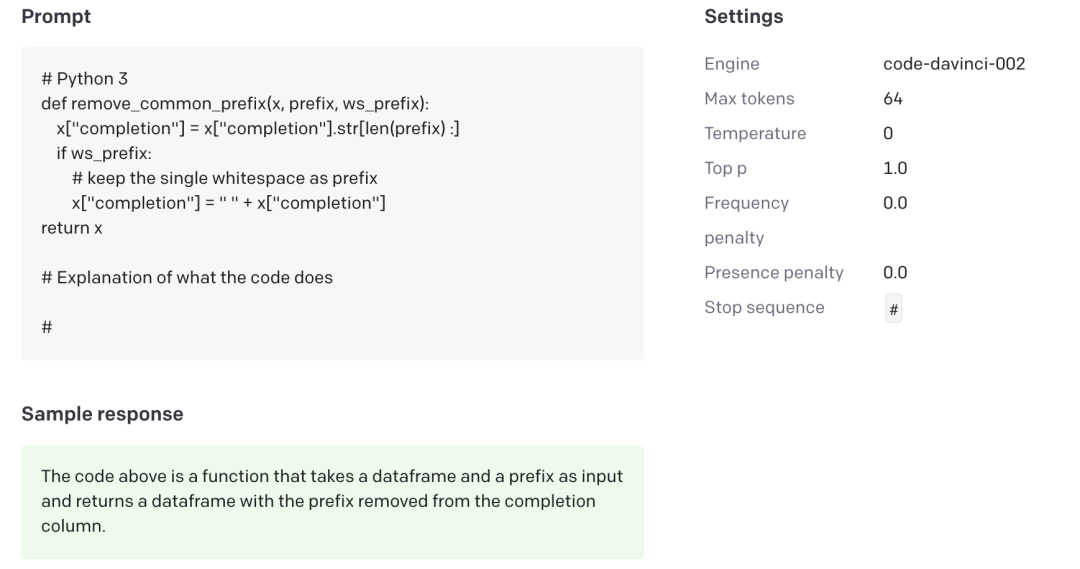 Prompt
# Python 3
def remove_common_prefix(x, prefix, ws_prefix):
x["completion"] = x["completion"].str[len(prefix) :]
if ws_prefix:
# keep the single whitespace as prefix
x["completion"] = " " + x["completion"]
return x
# Explanation of what the code does
#
Sample response
The code above is a function that takes a dataframe and a prefix as input
and returns a dataframe with the prefix removed from the completion
column.
Settings
Engine code-davinci-002
Max tokens 64
Temperature 0
Top p 1.0
Frequency 0.0
penalty
Presence penalty 0.0
Stop sequence #